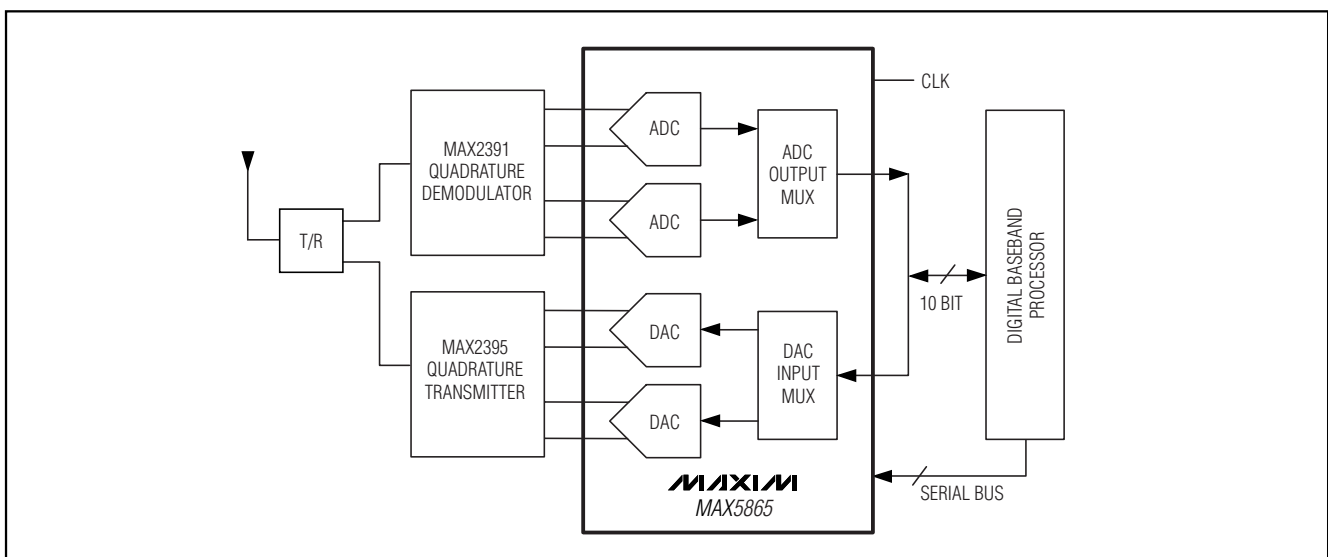 CLK
MAX2391
QUADRATURE
DEMODULATOR
ADC
ADC
ADC
OUTPUT
MUX
T/R
10 BIT
DIGITAL BASEBAND
PROCESSOR
MAX2395
QUADRATURE
TRANSMITTER
DAC
DAC
DAC
INPUT
MUX
MAXIM
MAX5865
SERIAL BUS